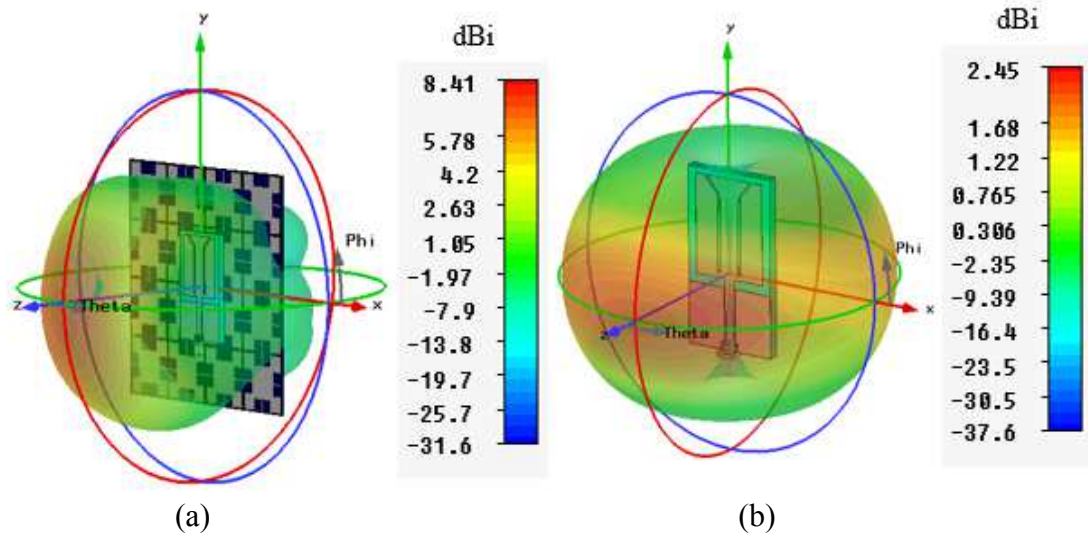 y
Phi
z
Theta
x
dBi
8.41
5.78
4.2
2.63
1.05
-1.97
-7.9
-13.8
-19.7
-25.7
-31.6
(a)
y
Phi
z
Theta
x
dBi
2.45
1.68
1.22
0.765
0.306
-2.35
-9.39
-16.4
-23.5
-30.5
-37.6
(b)